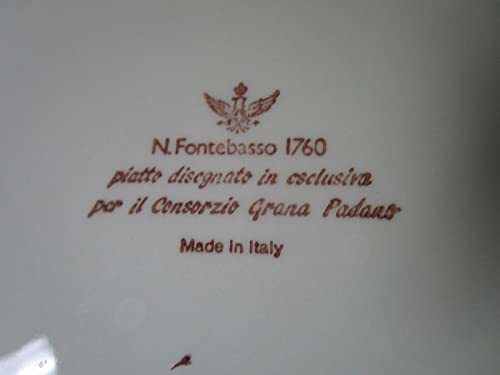 N. Fontebasso 1760
piatto disegnato in esclusiva
per il Consorzio Grana Padano
Made in Italy